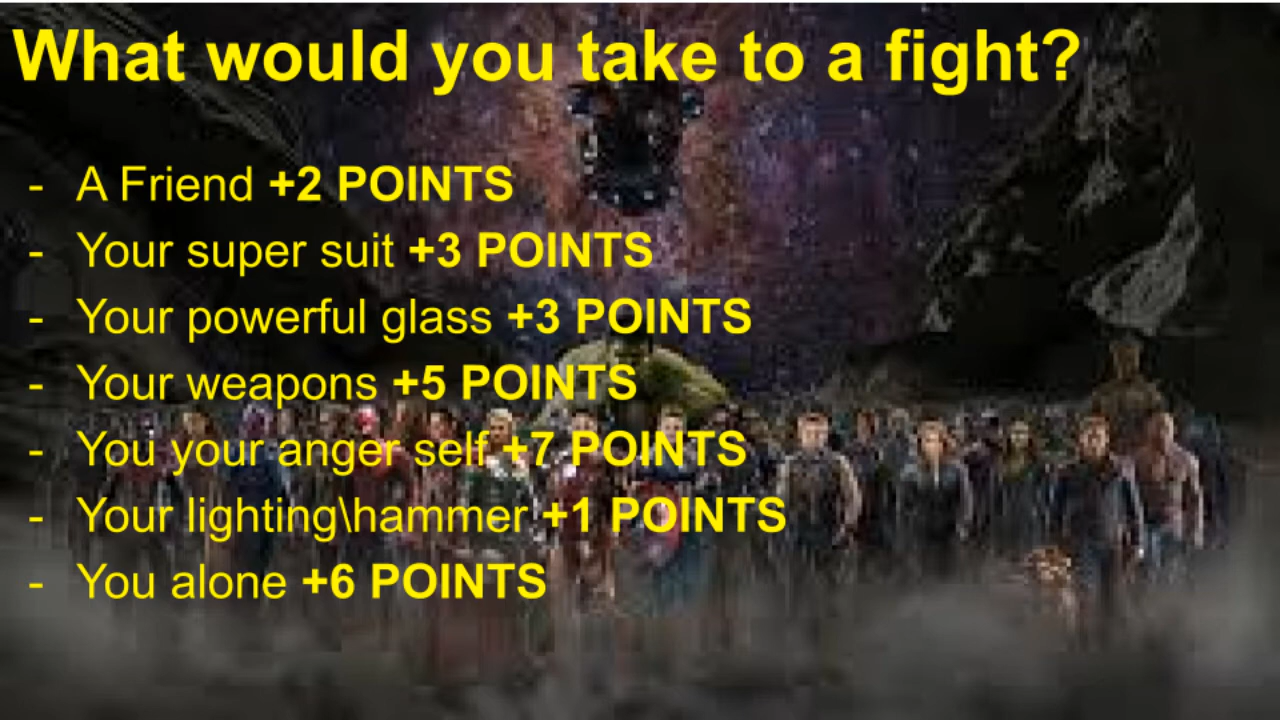 What would you take to a fight?
- A Friend +2 POINTS
- Your super suit +3 POINTS
- Your powerful glass +3 POINTS
- Your weapons +5 POINTS
- You your anger self +7 POINTS
- Your lighting\hammer +1 POINTS
- You alone +6 POINTS